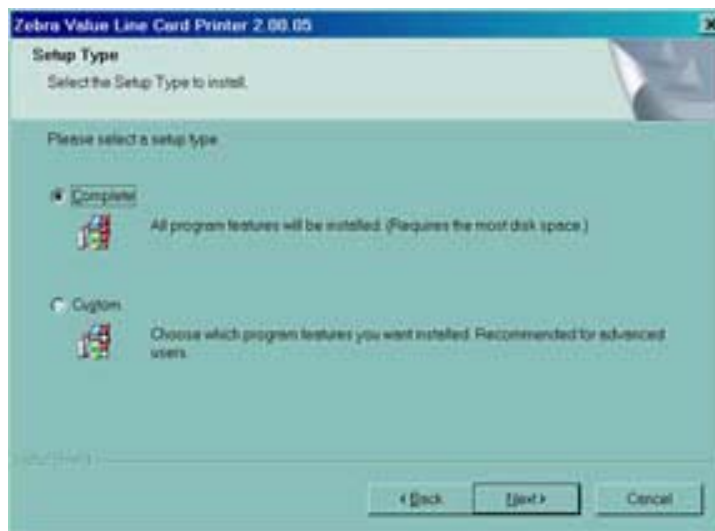 Zebra Value Line Card Printer 2.00.05
Setup Type
Select the Setup Type to install.
Please select a setup type.
Complete
All program features will be installed. (Requires the most disk space.)
Custom
Choose which program features you want installed. Recommended for advanced
users.
InstallShield
< Back
Next >
Cancel